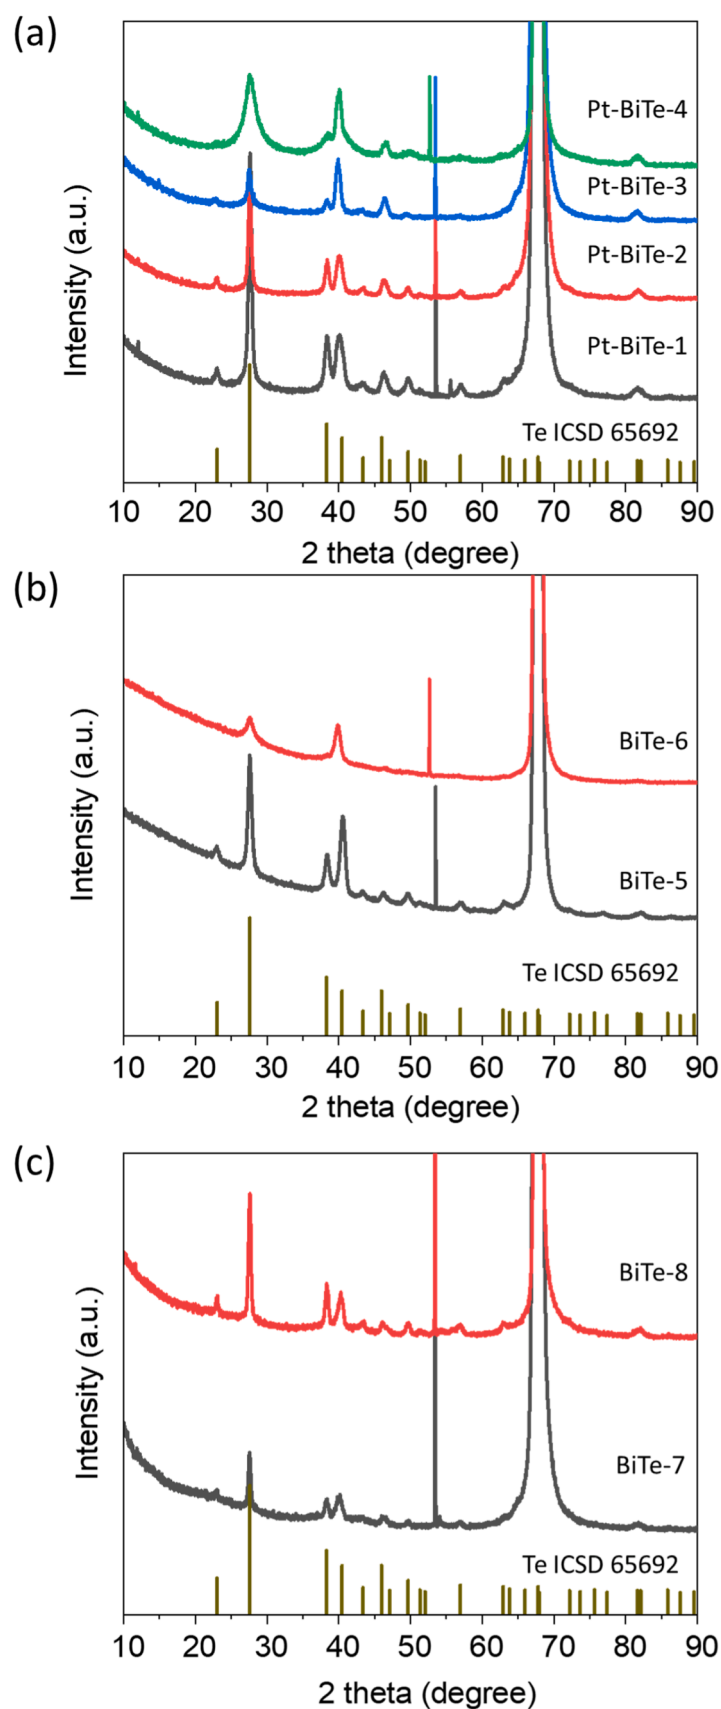 (a)
Intensity (a.u.)
Pt-BiTe-4
Pt-BiTe-3
Pt-BiTe-2
Pt-BiTe-1
Te ICSD 65692
10 20 30 40 50 60 70 80 90
2 theta (degree)
(b)
Intensity (a.u.)
BiTe-6
BiTe-5
Te ICSD 65692
10 20 30 40 50 60 70 80 90
2 theta (degree)
(c)
Intensity (a.u.)
BiTe-8
BiTe-7
Te ICSD 65692
10 20 30 40 50 60 70 80 90
2 theta (degree)